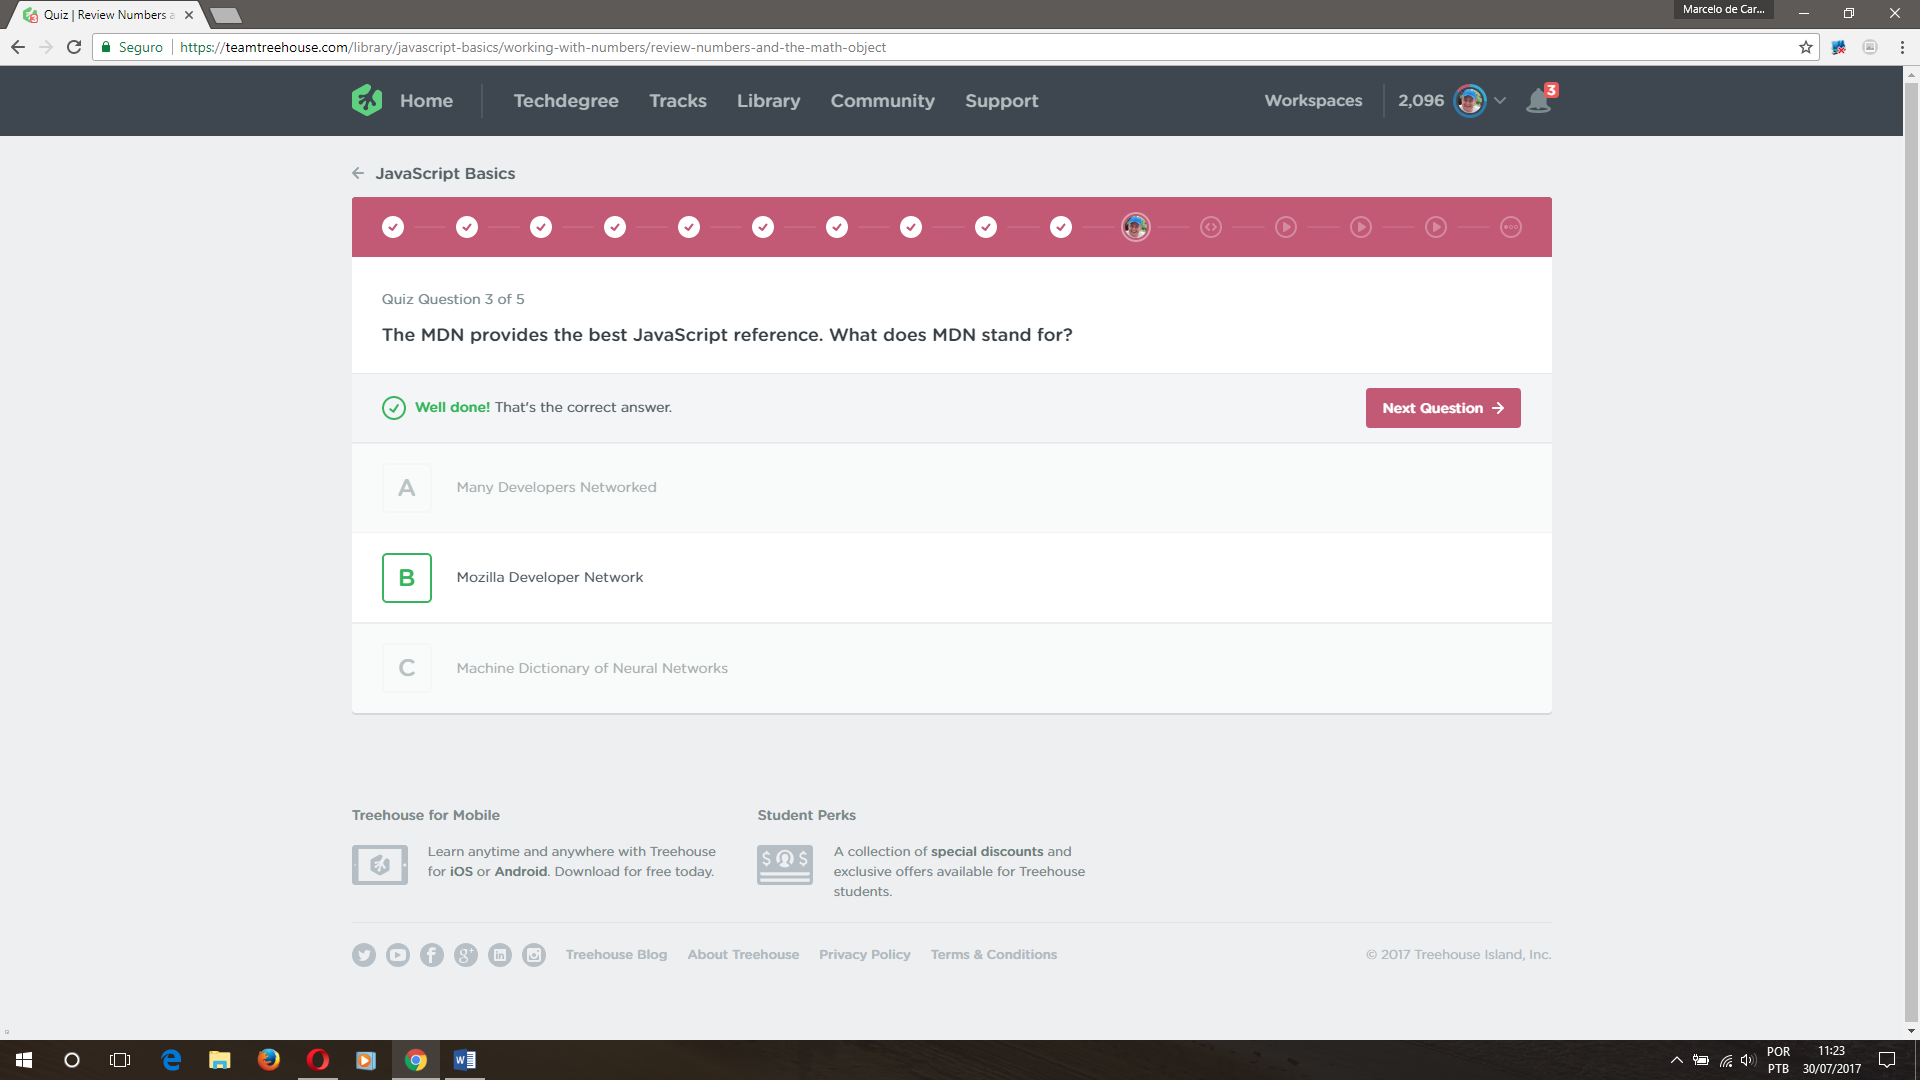 Quiz | Review Numbers a
Marcelo de Car...
Seguro
https://teamtreehouse.com/library/javascript-basics/working-with-numbers/review-numbers-and-the-math-object
Home
Techdegree
Tracks
Library
Community
Support
Workspaces
2,096
3
JavaScript Basics
Quiz Question 3 of 5
The MDN provides the best JavaScript reference. What does MDN stand for?
Well done! That's the correct answer.
Next Question
A
Many Developers Networked
B
Mozilla Developer Network
C
Machine Dictionary of Neural Networks
Treehouse for Mobile
Learn anytime and anywhere with Treehouse
for iOS or Android. Download for free today.
Student Perks
A collection of special discounts and
exclusive offers available for Treehouse
students.
Treehouse Blog
About Treehouse
Privacy Policy
Terms & Conditions
© 2017 Treehouse Island, Inc.
POR
PTB
11:23
30/07/2017